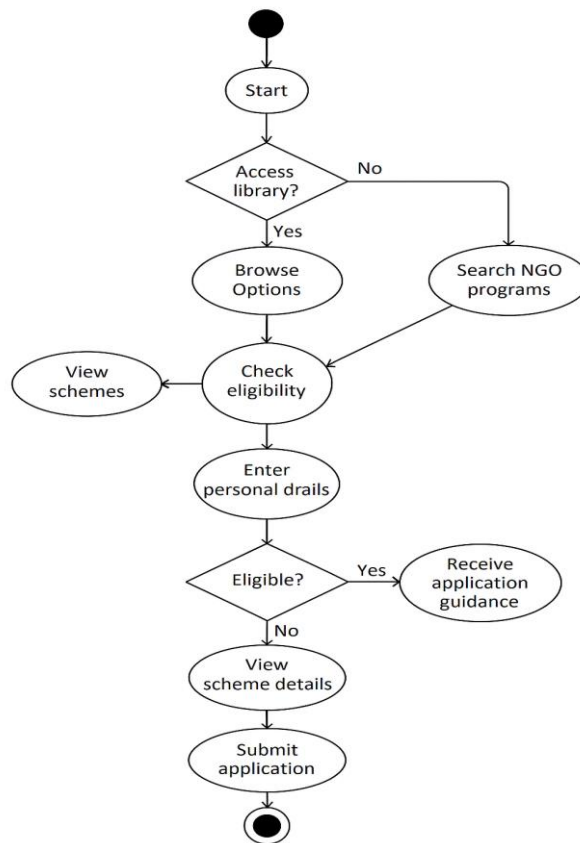 Start
Access
library?
No
Yes
Browse
Options
Search NGO
programs
View
schemes
Check
eligibility
Enter
personal drails
Eligible?
Yes
Receive
application
guidance
No
View
scheme details
Submit
application